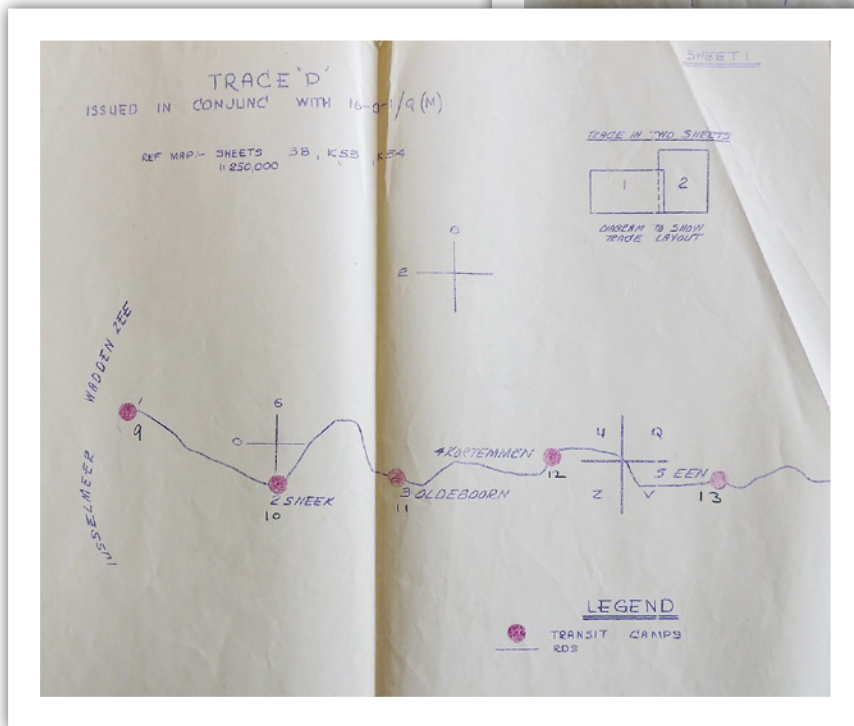 SHEET 1
TRACE 'D'
ISSUED IN CONJUNC WITH 16-0-1/9 (M)
REF MAP:- SHEETS 3B, K53, K54
1:250,000
TRACE IN TWO SHEETS
1 2
DIAGRAM TO SHOW
TRACE LAYOUT
6
E
WADDEN ZEE
IJSSELMEER
1
9
6
0
2 SNEEK
10
3 OLDEBOORN
11
4 KORTEMMEN
12
U Q
Z V
5 EEN
13
LEGEND
TRANSIT CAMPS
RDS